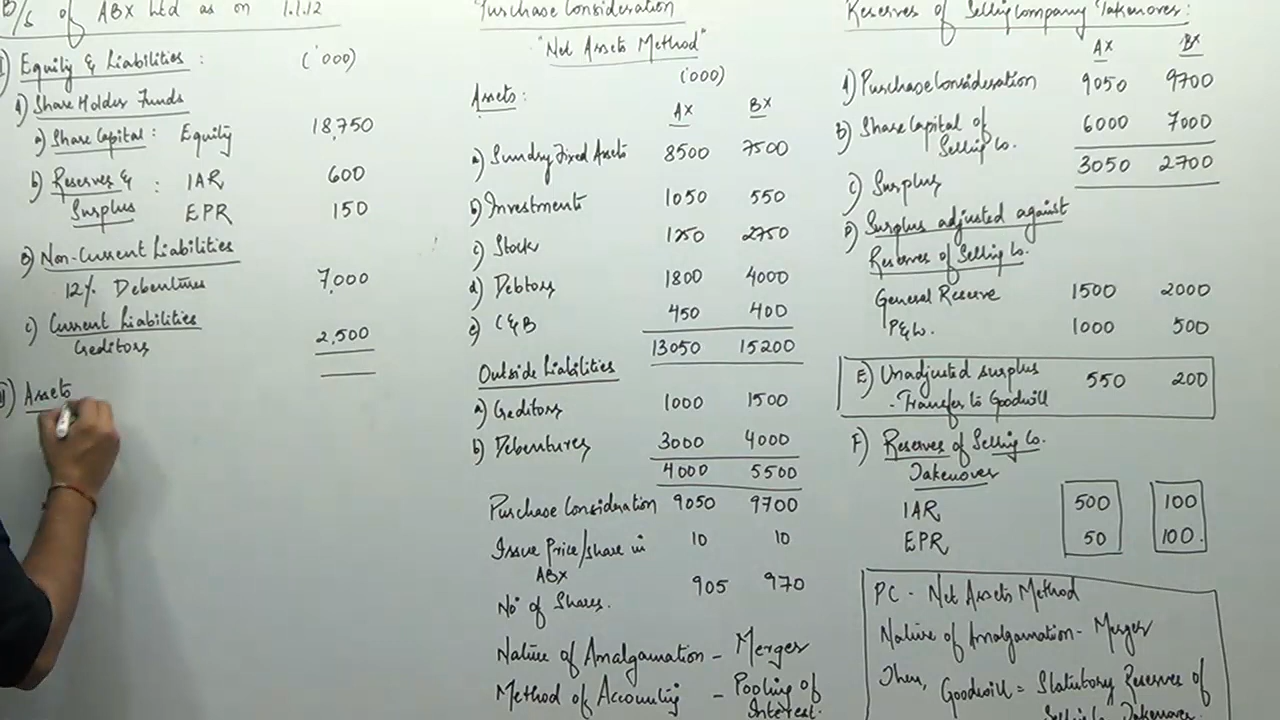 B/S of ABX Ltd as on 1.1.12
I) Equity & Liabilities : ('000)
A) Share Holder Funds
a) Share Capital : Equity 18,750
b) Reserves & : IAR 600
Surplus EPR 150
B) Non-Current Liabilities
12% Debentures 7,000
C) Current Liabilities
Creditors 2,500
II) Assets
Purchase Consideration
"Net Assets Method"
('000)
Assets : AX BX
a) Sundry Fixed Assets 8500 7500
b) Investments 1050 550
c) Stock 1250 2750
d) Debtors 1800 4000
e) C&B 450 400
13050 15200
Outside Liabilities
a) Creditors 1000 1500
b) Debentures 3000 4000
4000 5500
Purchase Consideration 9050 9700
Issue Price/share in 10 10
ABX
No. of Shares. 905 970
Nature of Amalgamation - Merger
Method of Accounting - Pooling of
Interest.
Reserves of Selling Company Takenover :
AX BX
A) Purchase Consideration 9050 9700
B) Share Capital of 6000 7000
Selling Co.
C) Surplus 3050 2700
D) Surplus adjusted against
Reserves of Selling Co.
General Reserve 1500 2000
P&L. 1000 500
E) Unadjusted surplus 550 200
- Transfer to Goodwill
F) Reserves of Selling Co.
Takenover
IAR 500 100
EPR 50 100.
PC - Net Assets Method
Nature of Amalgamation - Merger
Then, Goodwill = Statutory Reserves of
Selling Co. Takenover